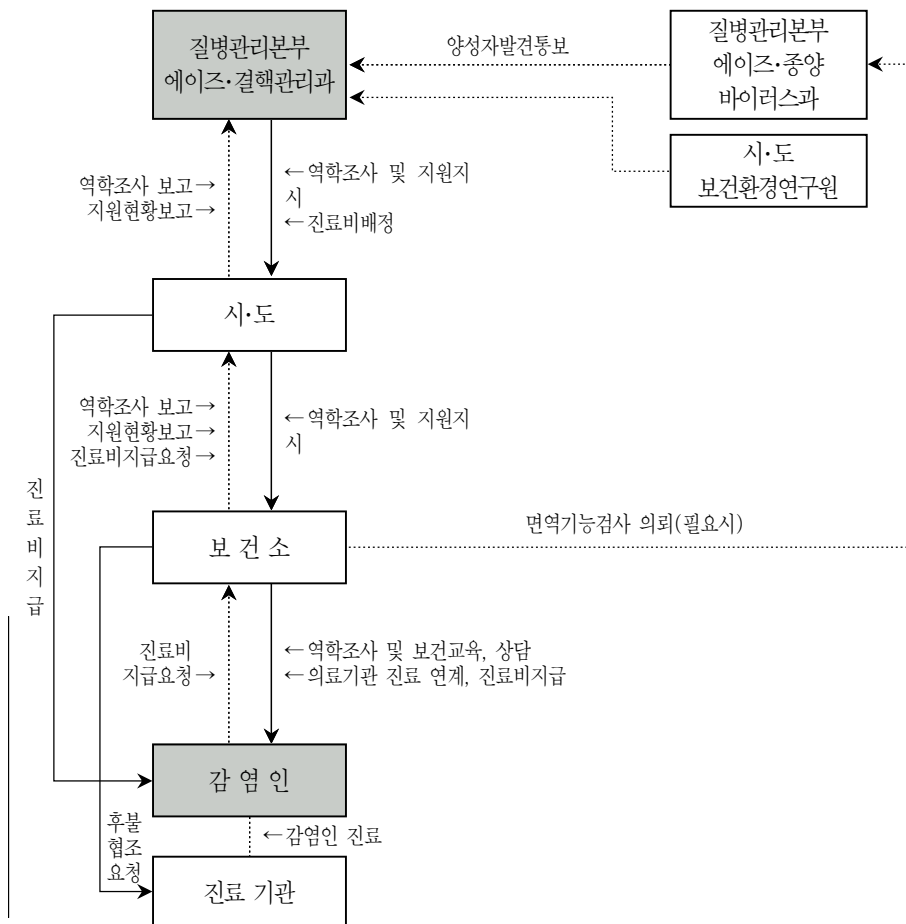 질병관리본부
에이즈·결핵관리과
양성자발견통보
질병관리본부
에이즈·종양
바이러스과
시·도
보건환경연구원
역학조사 보고→
지원현황보고→
←역학조사 및 지원지
시
←진료비배정
시·도
역학조사 보고→
지원현황보고→
진료비지급요청→
←역학조사 및 지원지
시
진료비지급
보건소
면역기능검사 의뢰(필요시)
진료비
지급요청→
←역학조사 및 보건교육, 상담
←의료기관 진료 연계, 진료비지급
감염인
후불
협조
요청
←감염인 진료
진료 기관